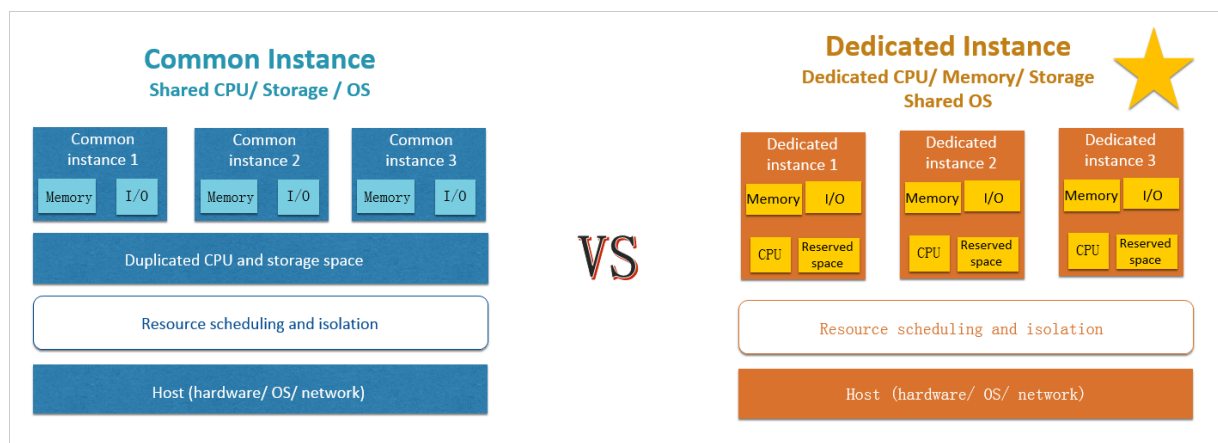 Common Instance
Shared CPU/ Storage / OS
Common
instance 1
Memory
I/O
Common
instance 2
Memory
I/O
Common
instance 3
Memory
I/O
Duplicated CPU and storage space
Resource scheduling and isolation
Host (hardware/ OS/ network)
VS
Dedicated Instance
Dedicated CPU/ Memory/ Storage
Shared OS
Dedicated
instance 1
Memory
I/O
CPU
Reserved
space
Dedicated
instance 2
Memory
I/O
CPU
Reserved
space
Dedicated
instance 3
Memory
I/O
CPU
Reserved
space
Resource scheduling and isolation
Host (hardware/ OS/ network)